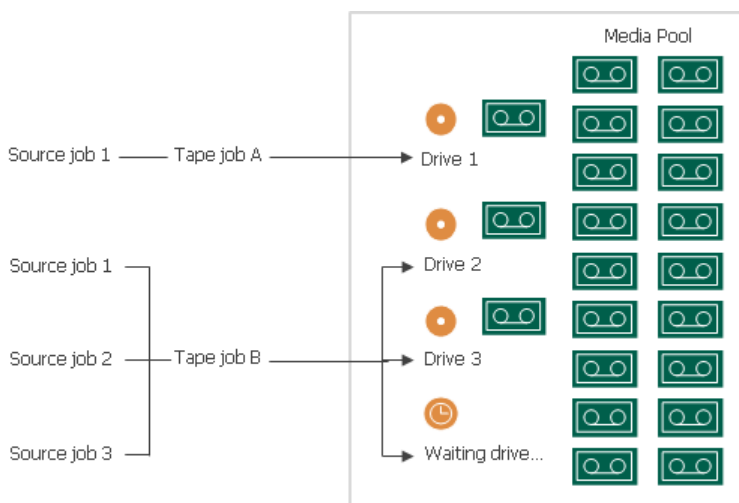 Media Pool
Source job 1
Tape job A
Drive 1
Source job 1
Drive 2
Source job 2
Tape job B
Drive 3
Source job 3
Waiting drive...